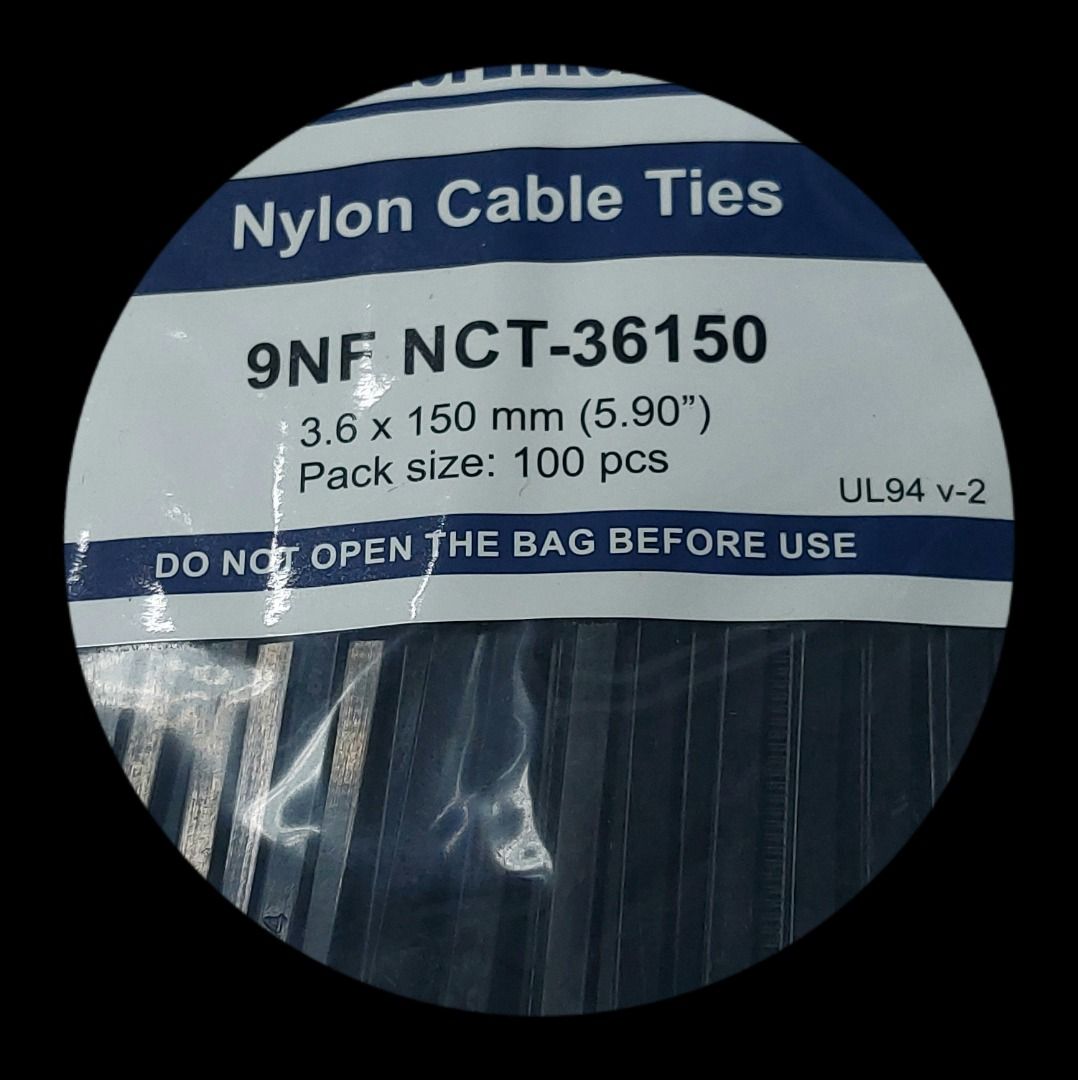 Nylon Cable Ties
9NF NCT-36150
3.6 x 150 mm (5.90”)
Pack size: 100 pcs
UL94 v-2
DO NOT OPEN THE BAG BEFORE USE